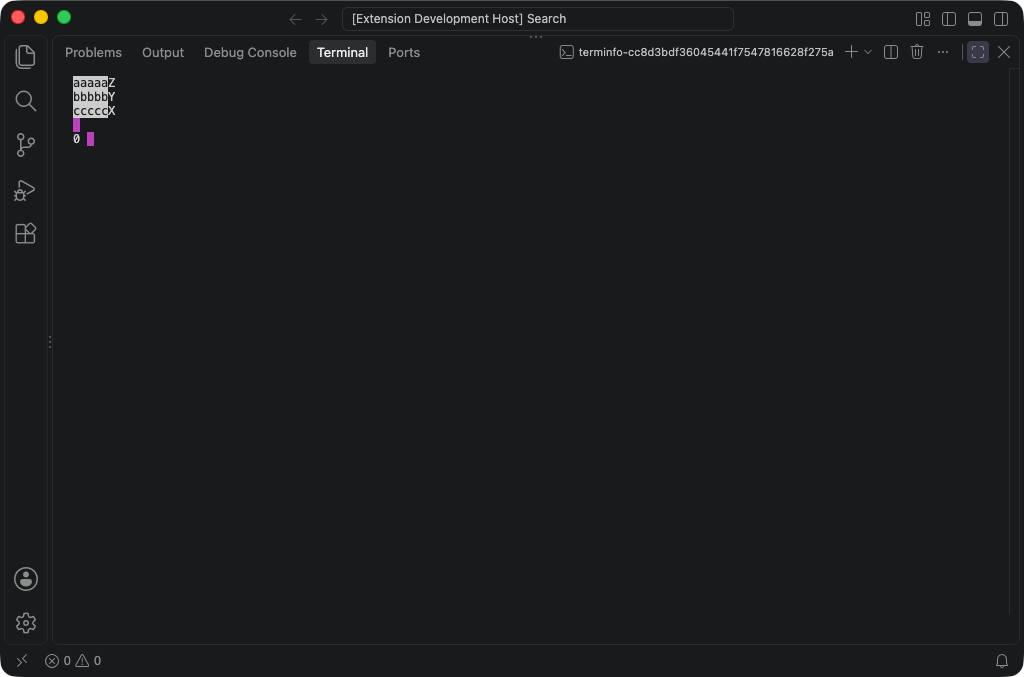 [Extension Development Host] Search
Problems Output Debug Console Terminal Ports terminfo-cc8d3bdf36045441f7547816628f275a
aaaaaZ
bbbbbY
cccccX
0
0 0